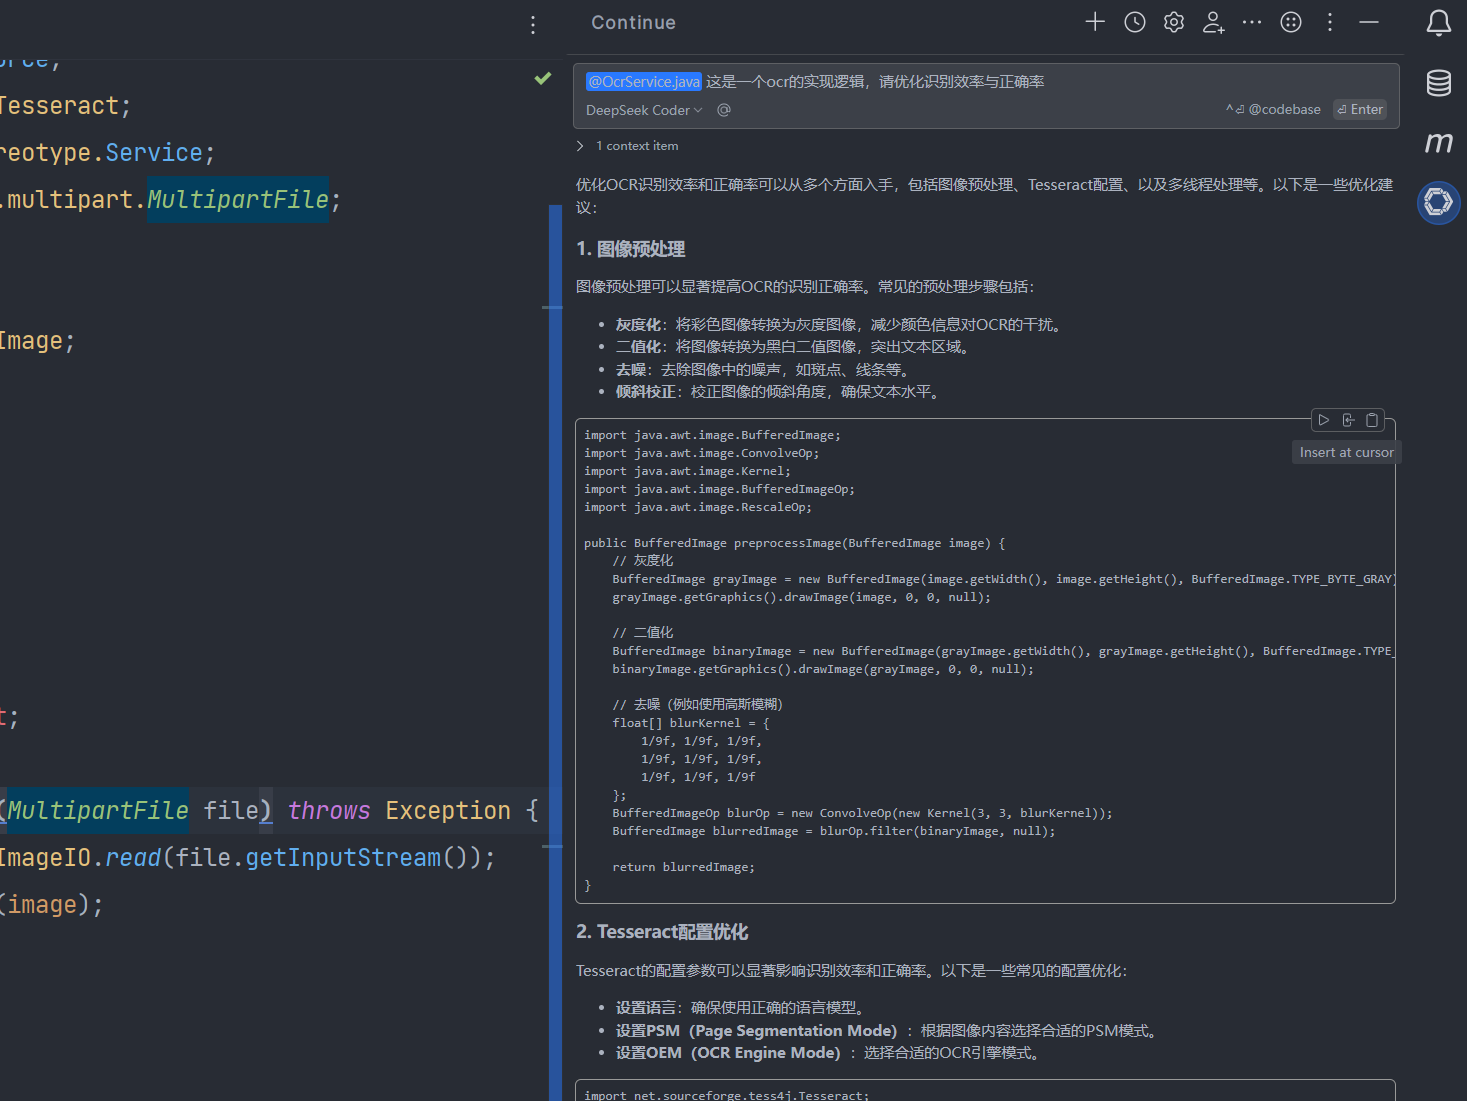 Tesseract;
reotype.Service;
.multipart.MultipartFile;
Image;
t;
(MultipartFile file) throws Exception {
ImageIO.read(file.getInputStream());
(image);
Continue
@OcrService.java 这是一个ocr的实现逻辑，请优化识别效率与正确率
DeepSeek Coder @ ^⏎ @codebase ⏎ Enter
1 context item
优化OCR识别效率和正确率可以从多个方面入手，包括图像预处理、Tesseract配置、以及多线程处理等。以下是一些优化建
议：
1. 图像预处理
图像预处理可以显著提高OCR的识别正确率。常见的预处理步骤包括：
• 灰度化：将彩色图像转换为灰度图像，减少颜色信息对OCR的干扰。
• 二值化：将图像转换为黑白二值图像，突出文本区域。
• 去噪：去除图像中的噪声，如斑点、线条等。
• 倾斜校正：校正图像的倾斜角度，确保文本水平。
Insert at cursor
import java.awt.image.BufferedImage;
import java.awt.image.ConvolveOp;
import java.awt.image.Kernel;
import java.awt.image.BufferedImageOp;
import java.awt.image.RescaleOp;
public BufferedImage preprocessImage(BufferedImage image) {
// 灰度化
BufferedImage grayImage = new BufferedImage(image.getWidth(), image.getHeight(), BufferedImage.TYPE_BYTE_GRAY)
grayImage.getGraphics().drawImage(image, 0, 0, null);
// 二值化
BufferedImage binaryImage = new BufferedImage(grayImage.getWidth(), grayImage.getHeight(), BufferedImage.TYPE_
binaryImage.getGraphics().drawImage(grayImage, 0, 0, null);
// 去噪（例如使用高斯模糊）
float[] blurKernel = {
1/9f, 1/9f, 1/9f,
1/9f, 1/9f, 1/9f,
1/9f, 1/9f, 1/9f
};
BufferedImageOp blurOp = new ConvolveOp(new Kernel(3, 3, blurKernel));
BufferedImage blurredImage = blurOp.filter(binaryImage, null);
return blurredImage;
}
2. Tesseract配置优化
Tesseract的配置参数可以显著影响识别效率和正确率。以下是一些常见的配置优化：
• 设置语言：确保使用正确的语言模型。
• 设置PSM（Page Segmentation Mode）：根据图像内容选择合适的PSM模式。
• 设置OEM（OCR Engine Mode）：选择合适的OCR引擎模式。
import net.sourceforge.tess4j.Tesseract;
m